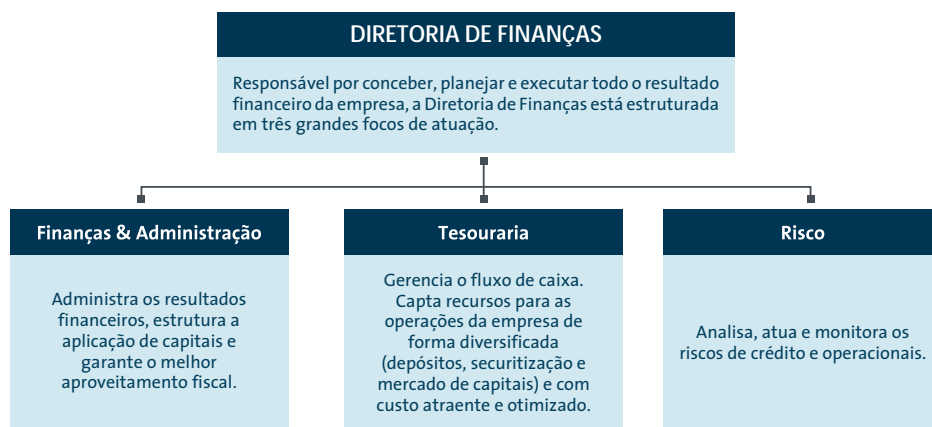 DIRETORIA DE FINANÇAS
Responsável por conceber, planejar e executar todo o resultado
financeiro da empresa, a Diretoria de Finanças está estruturada
em três grandes focos de atuação.
Finanças & Administração
Administra os resultados
financeiros, estrutura a
aplicação de capitais e
garante o melhor
aproveitamento fiscal.
Tesouraria
Gerencia o fluxo de caixa.
Capta recursos para as
operações da empresa de
forma diversificada
(depósitos, securitização e
mercado de capitais) e com
custo atraente e otimizado.
Risco
Analisa, atua e monitora os
riscos de crédito e operacionais.